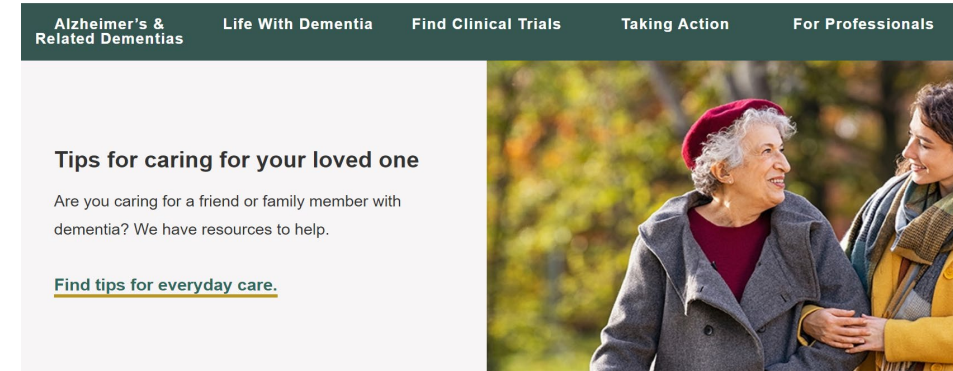 Alzheimer's &
Related Dementias
Life With Dementia
Find Clinical Trials
Taking Action
For Professionals
Tips for caring for your loved one
Are you caring for a friend or family member with
dementia? We have resources to help.
Find tips for everyday care.